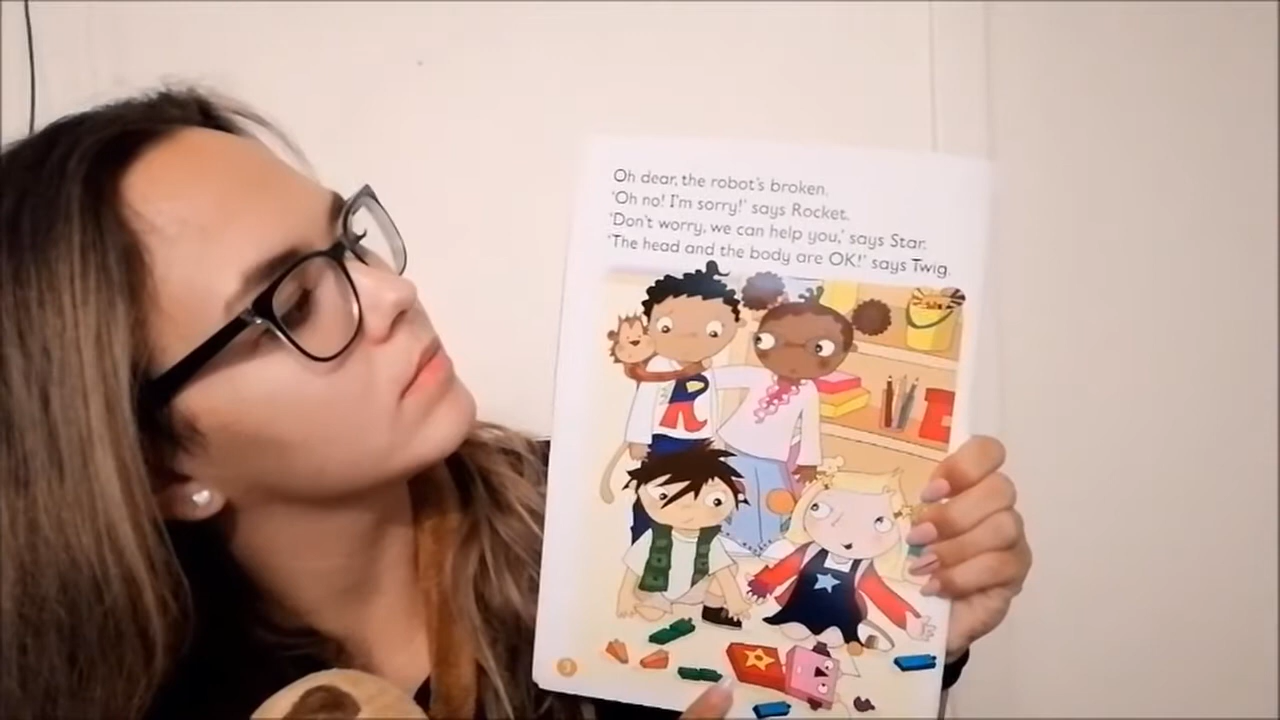 Oh dear, the robot's broken.
'Oh no! I'm sorry!' says Rocket.
'Don't worry, we can help you,' says Star.
'The head and the body are OK!' says Twig.
R